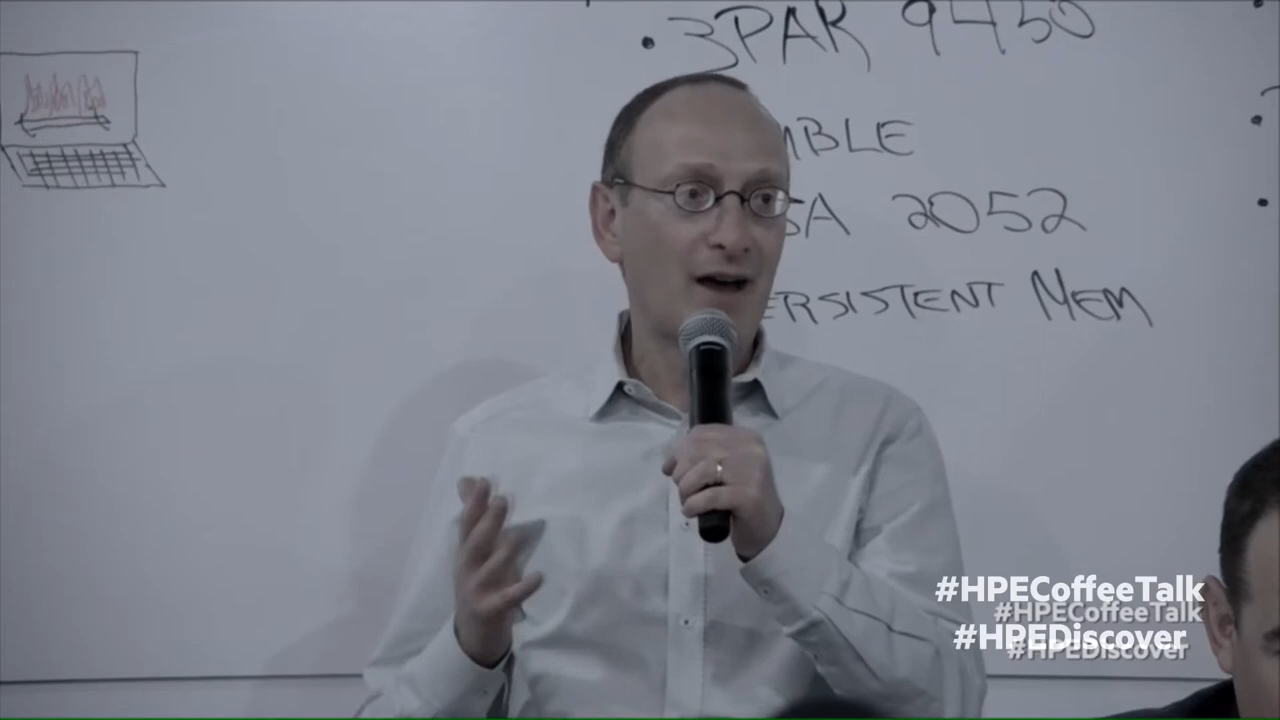 3PAR 9450
MBLE
SA 2052
ERSISTENT MEM
#HPECoffeeTalk
#HPECoffeeTalk
#HPEDiscover
#HPEDiscover